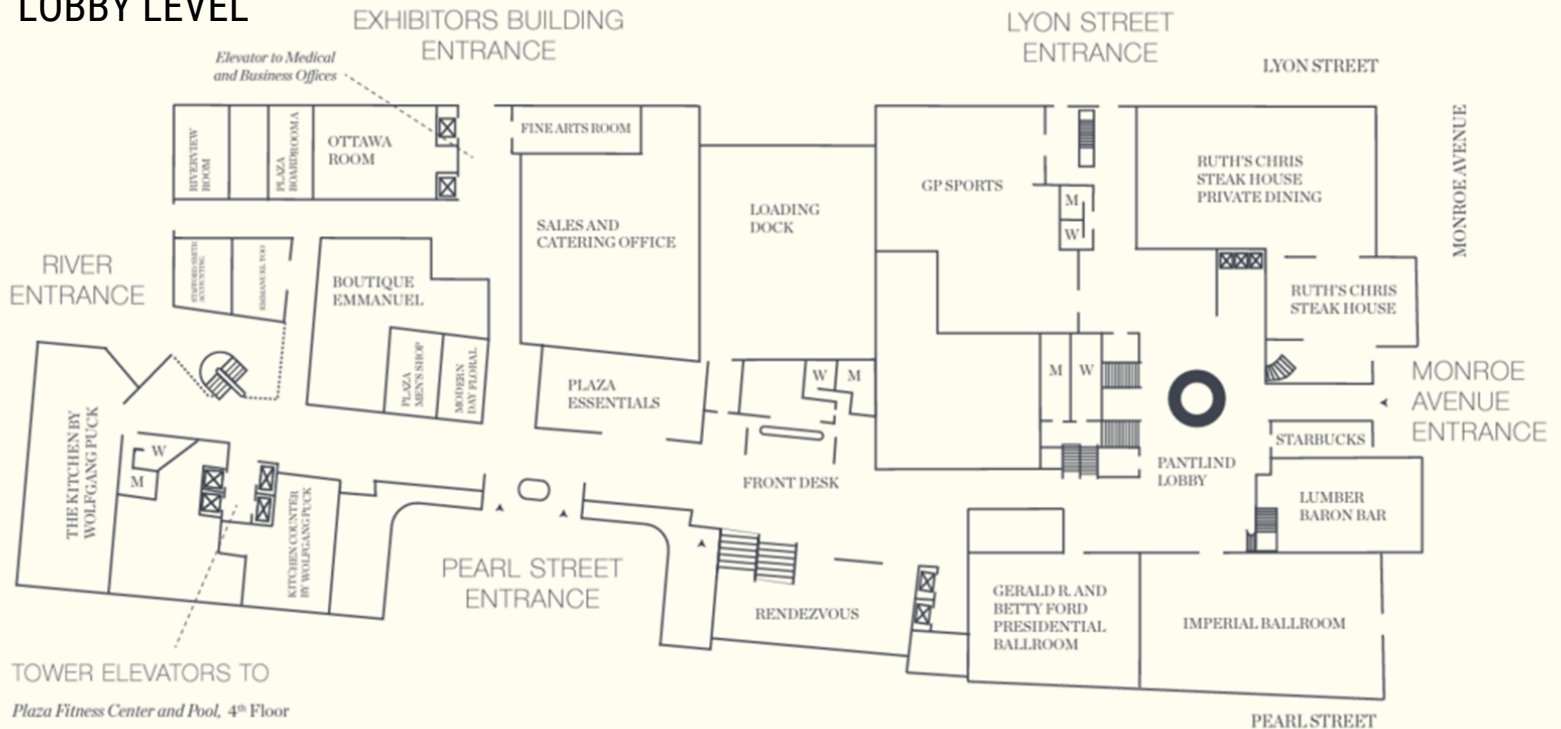 LOBBY LEVEL
EXHIBITORS BUILDING
ENTRANCE
LYON STREET
ENTRANCE
Elevator to Medical
and Business Offices
LYON STREET
MONROE AVENUE
RIVERVIEW
ROOM
PLAZA
BOARDROOMA
OTTAWA
ROOM
FINE ARTS ROOM
SALES AND
CATERING OFFICE
LOADING
DOCK
GP SPORTS
M
W
RUTH'S CHRIS
STEAK HOUSE
PRIVATE DINING
RUTH'S CHRIS
STEAK HOUSE
RIVER
ENTRANCE
STAFFORD SMITH
ACCOUNTING
EMMANUEL TOO
BOUTIQUE
EMMANUEL
PLAZA
MEN'S SHOP
MODERN
DAY FLORAL
PLAZA
ESSENTIALS
W
M
M
W
MONROE
AVENUE
ENTRANCE
STARBUCKS
THE KITCHEN BY
WOLFGANG PUCK
W
M
KITCHEN COUNTER
BY WOLFGANG PUCK
FRONT DESK
PANTLIND
LOBBY
LUMBER
BARON BAR
PEARL STREET
ENTRANCE
RENDEZVOUS
GERALD R. AND
BETTY FORD
PRESIDENTIAL
BALLROOM
IMPERIAL BALLROOM
TOWER ELEVATORS TO
Plaza Fitness Center and Pool, 4th Floor
PEARL STREET